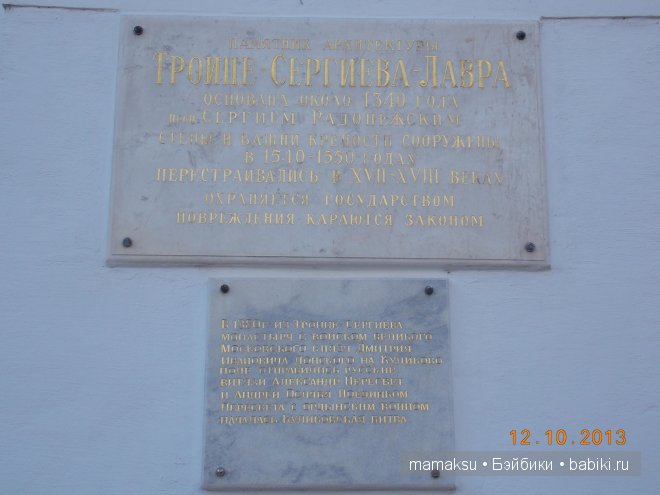 ПАМЯТНИК АРХИТЕКТУРЫ
ТРОИЦЕ-СЕРГИЕВА-ЛАВРА
ОСНОВАНА ОКОЛО 1340 ГОДА
СЕРГИЕМ РАДОНЕЖСКИМ
СТЕНЫ И БАШНИ КРЕПОСТИ СООРУЖЕНЫ
В 1540-1550 ГОДАХ
ПЕРЕСТРАИВАЛИСЬ В XVII-XVIII ВЕКАХ
ОХРАНЯЕТСЯ ГОСУДАРСТВОМ
ПОВРЕЖДЕНИЯ КАРАЮТСЯ ЗАКОНОМ
В 1380Г ИЗ ТРОИЦЕ СЕРГИЕВА
МОНАСТЫРЯ С ВОЙСКОМ ВЕЛИКОГО
МОСКОВСКОГО КНЯЗЯ ДМИТРИЯ
ИВАНОВИЧА ДОНСКОГО НА КУЛИКОВО
ПОЛЕ ОТПРАВИЛИСЬ РУССКИЕ
ВИТЯЗИ АЛЕКСАНДР ПЕРЕСВЕТ
И АНДРЕЙ ОСЛЯБЯ ПОЕДИНКОМ
ПЕРЕСВЕТА С ОРДЫНСКИМ ВОИНОМ
НАЧАЛАСЬ КУЛИКОВСКАЯ БИТВА
12.10.2013
mamaksu • Бэйбики • babiki.ru